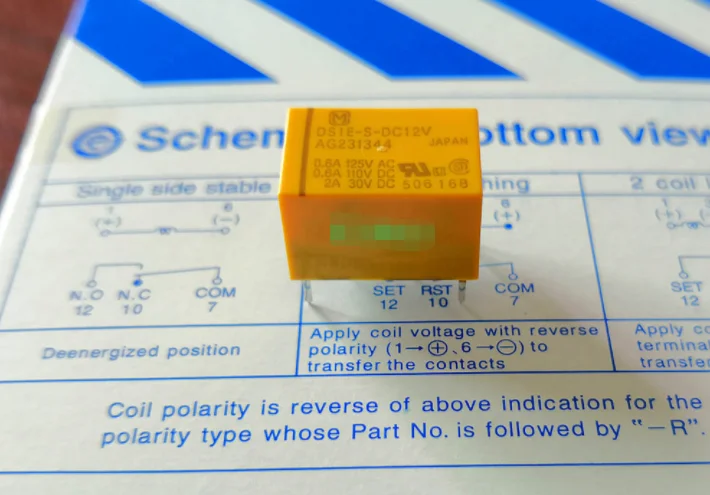 © Schem
ottom view
Single side stable
hing
2 coil l
1
6
(+)
(−)
6
(+)
1
(+)
N.O
N.C
COM
12
10
7
SET
RST
COM
12
10
7
SET
12
M
DS1E-S-DC12V
AG231344
JAPAN
0.6A 125V AC
0.6A 110V DC
2A 30V DC
506168
Deenergized position
Apply coil voltage with reverse
polarity (1→⊕、6→⊖) to
transfer the contacts
Apply co
terminal
transfer
Coil polarity is reverse of above indication for the
polarity type whose Part No. is followed by “−R”.